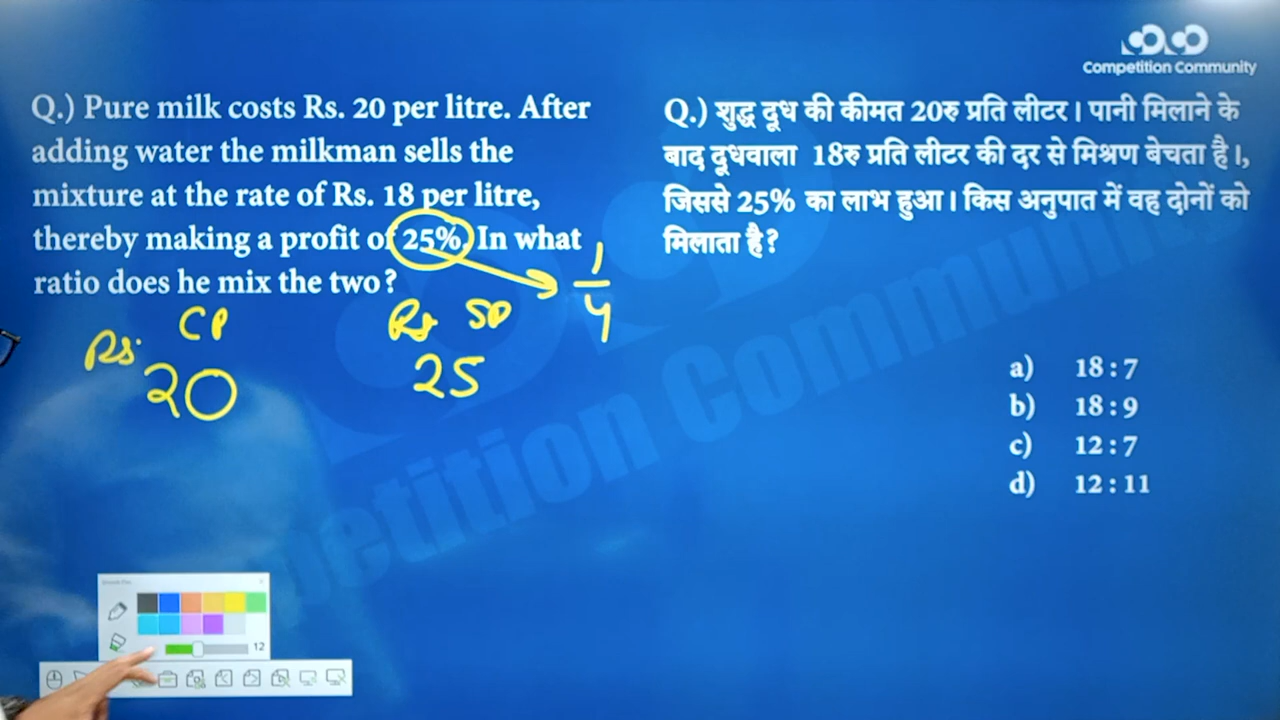 Competition Community
Q.) Pure milk costs Rs. 20 per litre. After
adding water the milkman sells the
mixture at the rate of Rs. 18 per litre,
thereby making a profit of 25%. In what
ratio does he mix the two?
Q.) शुद्ध दूध की कीमत 20रु प्रति लीटर। पानी मिलाने के
बाद दूधवाला 18रु प्रति लीटर की दर से मिश्रण बेचता है।,
जिससे 25% का लाभ हुआ। किस अनुपात में वह दोनों को
मिलाता है?
1
4
CP
Rs.
20
Rs SP
25
a) 18 : 7
b) 18 : 9
c) 12 : 7
d) 12 : 11
petition Community
12